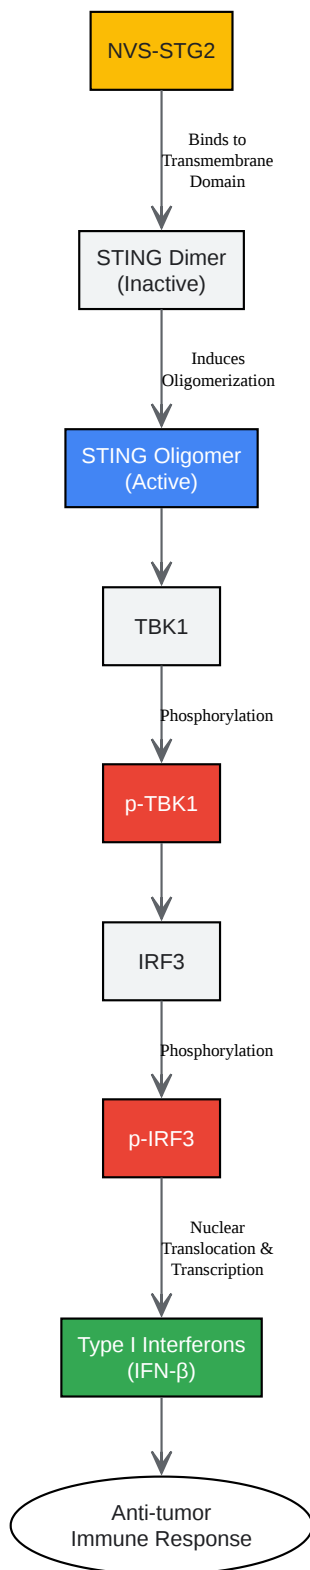 NVS-STG2
Binds to
Transmembrane
Domain
STING Dimer
(Inactive)
Induces
Oligomerization
STING Oligomer
(Active)
TBK1
Phosphorylation
p-TBK1
IRF3
Phosphorylation
p-IRF3
Nuclear
Translocation &
Transcription
Type I Interferons
(IFN-β)
Anti-tumor
Immune Response